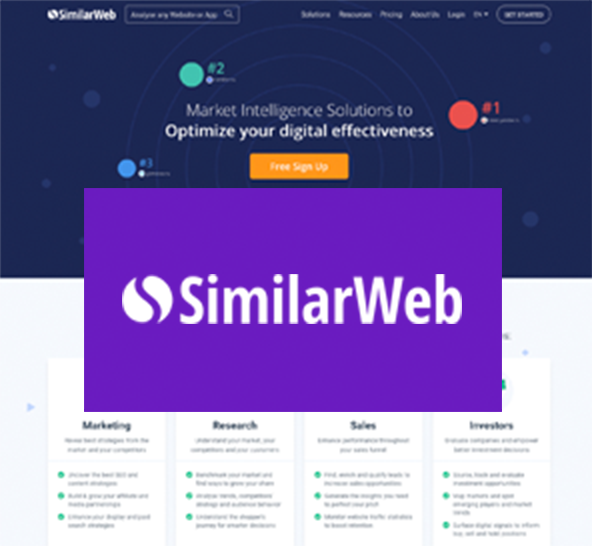 SimilarWeb
Analyse any Website or App
Solutions Resources Pricing About Us Login EN GET STARTED
#2
#1
#3
Market Intelligence Solutions to
Optimize your digital effectiveness
Free Sign Up
SimilarWeb
Marketing
Reveal best strategies from the
market and your competitors
Uncover the best SEO and
content strategies
Build & grow your affiliate and
media partnerships
Enhance your display and paid
search strategies
Research
Understand your market, your
competitors and your customers
Benchmark your market and
find ways to grow your share
Analyze trends, competitors'
strategy and audience behavior
Understand the shopper's
journey for smarter decisions
Sales
Enhance performance throughout
your sales funnel
Find, enrich and qualify leads to
increase sales opportunities
Generate the insights you need
to perfect your pitch
Monitor website traffic statistics
to boost retention
Investors
Evaluate companies and empower
better investment decisions
Source, track and evaluate
investment opportunities
Map markets and spot
emerging players and market
trends
Surface digital signals to inform
buy, sell and hold positions